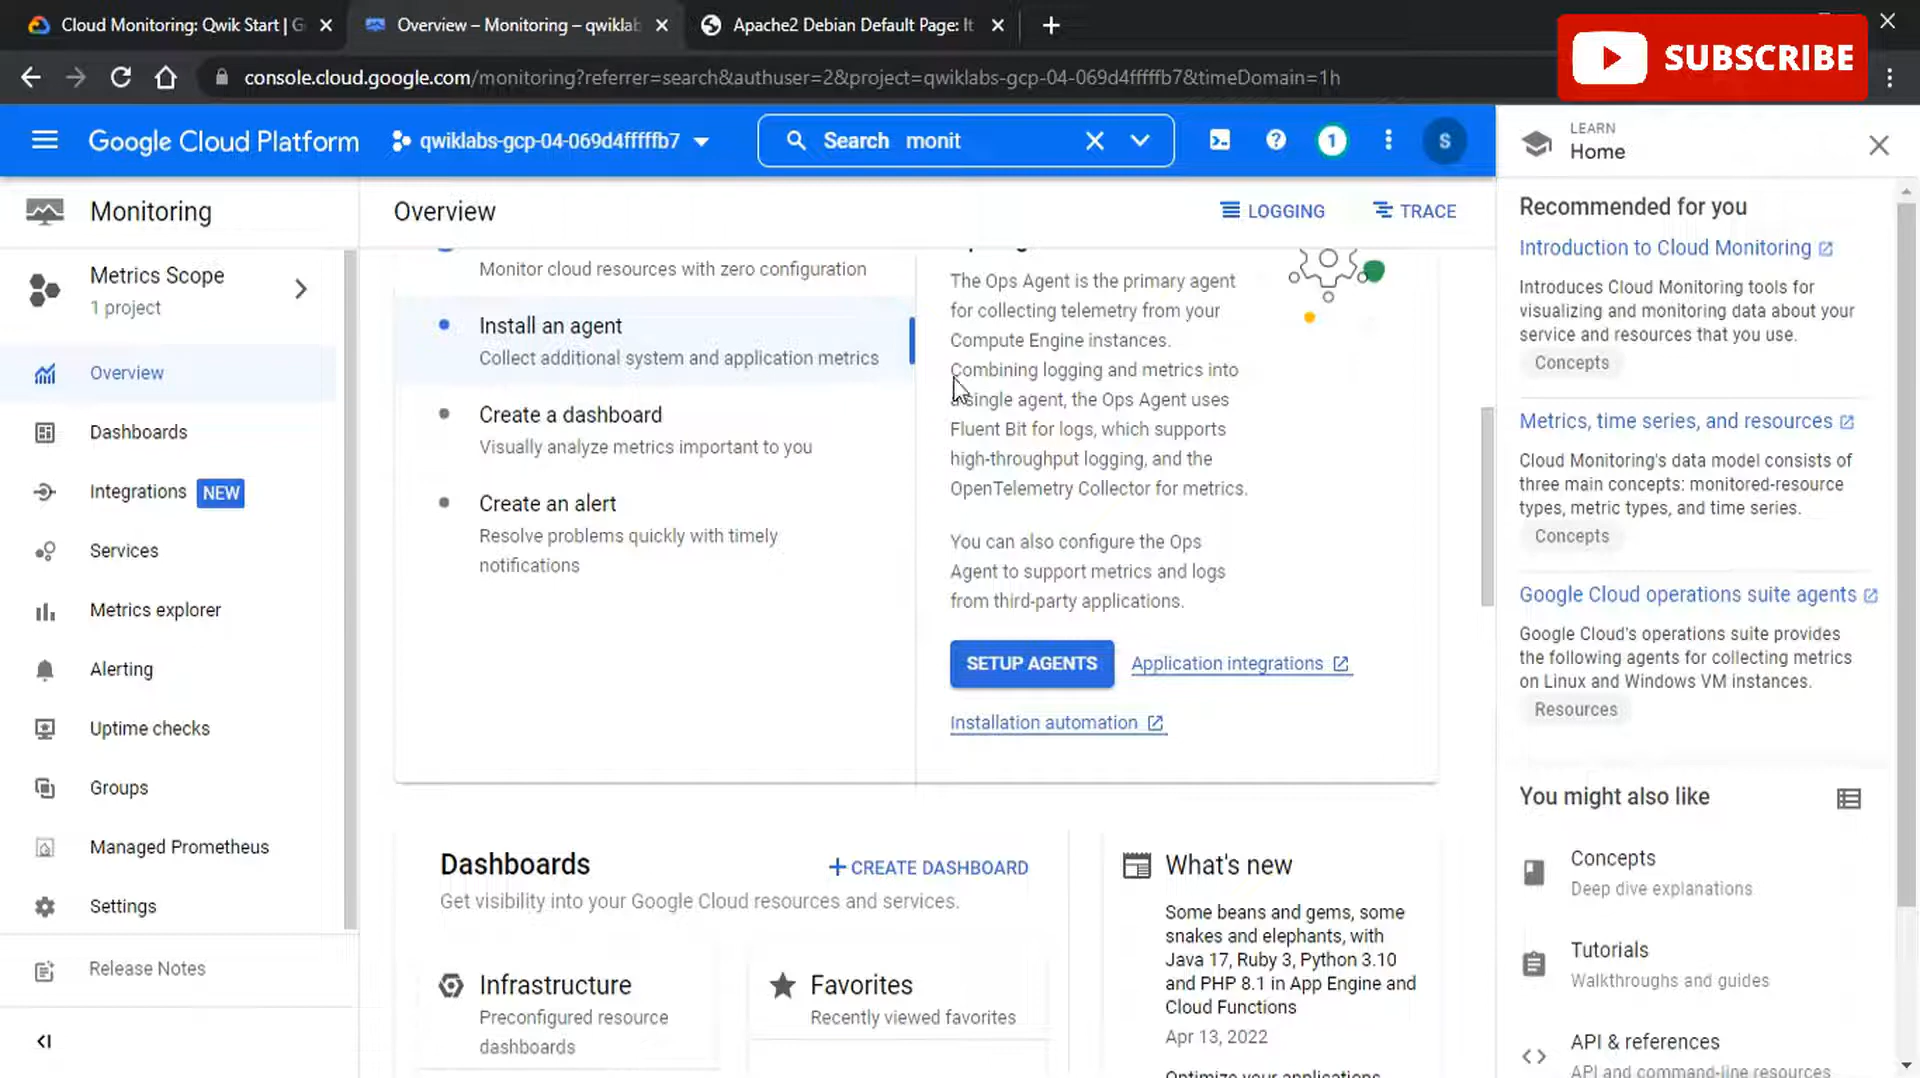 Cloud Monitoring: Qwik Start | G
Overview – Monitoring – qwiklab
Apache2 Debian Default Page: It
console.cloud.google.com/monitoring?referrer=search&authuser=2&project=qwiklabs-gcp-04-069d4fffffb7&timeDomain=1h
SUBSCRIBE
Google Cloud Platform
qwiklabs-gcp-04-069d4fffffb7
Search monit
1
S
LEARN
Home
Monitoring
Overview
LOGGING
TRACE
Metrics Scope
1 project
Overview
Dashboards
Integrations NEW
Services
Metrics explorer
Alerting
Uptime checks
Groups
Managed Prometheus
Settings
Release Notes
Monitor cloud resources with zero configuration
Install an agent
Collect additional system and application metrics
Create a dashboard
Visually analyze metrics important to you
Create an alert
Resolve problems quickly with timely
notifications
The Ops Agent is the primary agent
for collecting telemetry from your
Compute Engine instances.
Combining logging and metrics into
a single agent, the Ops Agent uses
Fluent Bit for logs, which supports
high-throughput logging, and the
OpenTelemetry Collector for metrics.
You can also configure the Ops
Agent to support metrics and logs
from third-party applications.
SETUP AGENTS
Application integrations
Installation automation
Dashboards
CREATE DASHBOARD
Get visibility into your Google Cloud resources and services.
Infrastructure
Preconfigured resource
dashboards
Favorites
Recently viewed favorites
What's new
Some beans and gems, some
snakes and elephants, with
Java 17, Ruby 3, Python 3.10
and PHP 8.1 in App Engine and
Cloud Functions
Apr 13, 2022
Optimize your applications
Recommended for you
Introduction to Cloud Monitoring
Introduces Cloud Monitoring tools for
visualizing and monitoring data about your
service and resources that you use.
Concepts
Metrics, time series, and resources
Cloud Monitoring's data model consists of
three main concepts: monitored-resource
types, metric types, and time series.
Concepts
Google Cloud operations suite agents
Google Cloud's operations suite provides
the following agents for collecting metrics
on Linux and Windows VM instances.
Resources
You might also like
Concepts
Deep dive explanations
Tutorials
Walkthroughs and guides
API & references
API and command-line resources